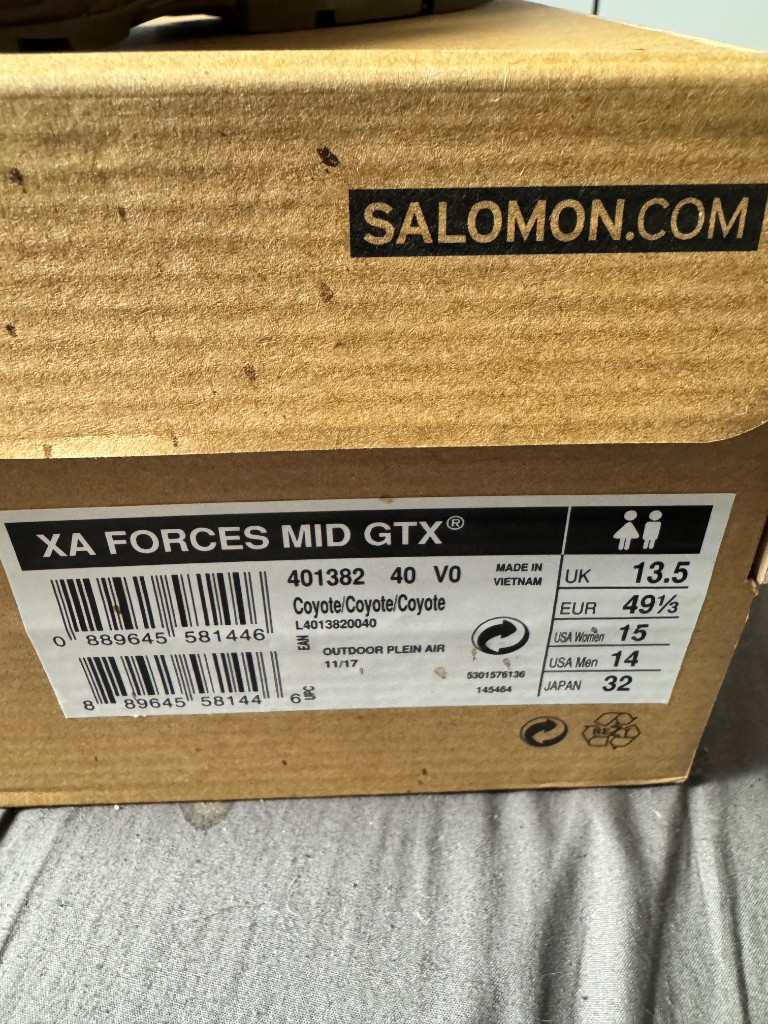 SALOMON.COM
XA FORCES MID GTX®
401382 40 V0
MADE IN
VIETNAM
Coyote/Coyote/Coyote
L4013820040
0 889645 581446
EAN
OUTDOOR PLEIN AIR
11/17
5301576136
145464
8 89645 58144 6
UPC
UK 13.5
EUR 49⅓
USA Women 15
USA Men 14
JAPAN 32